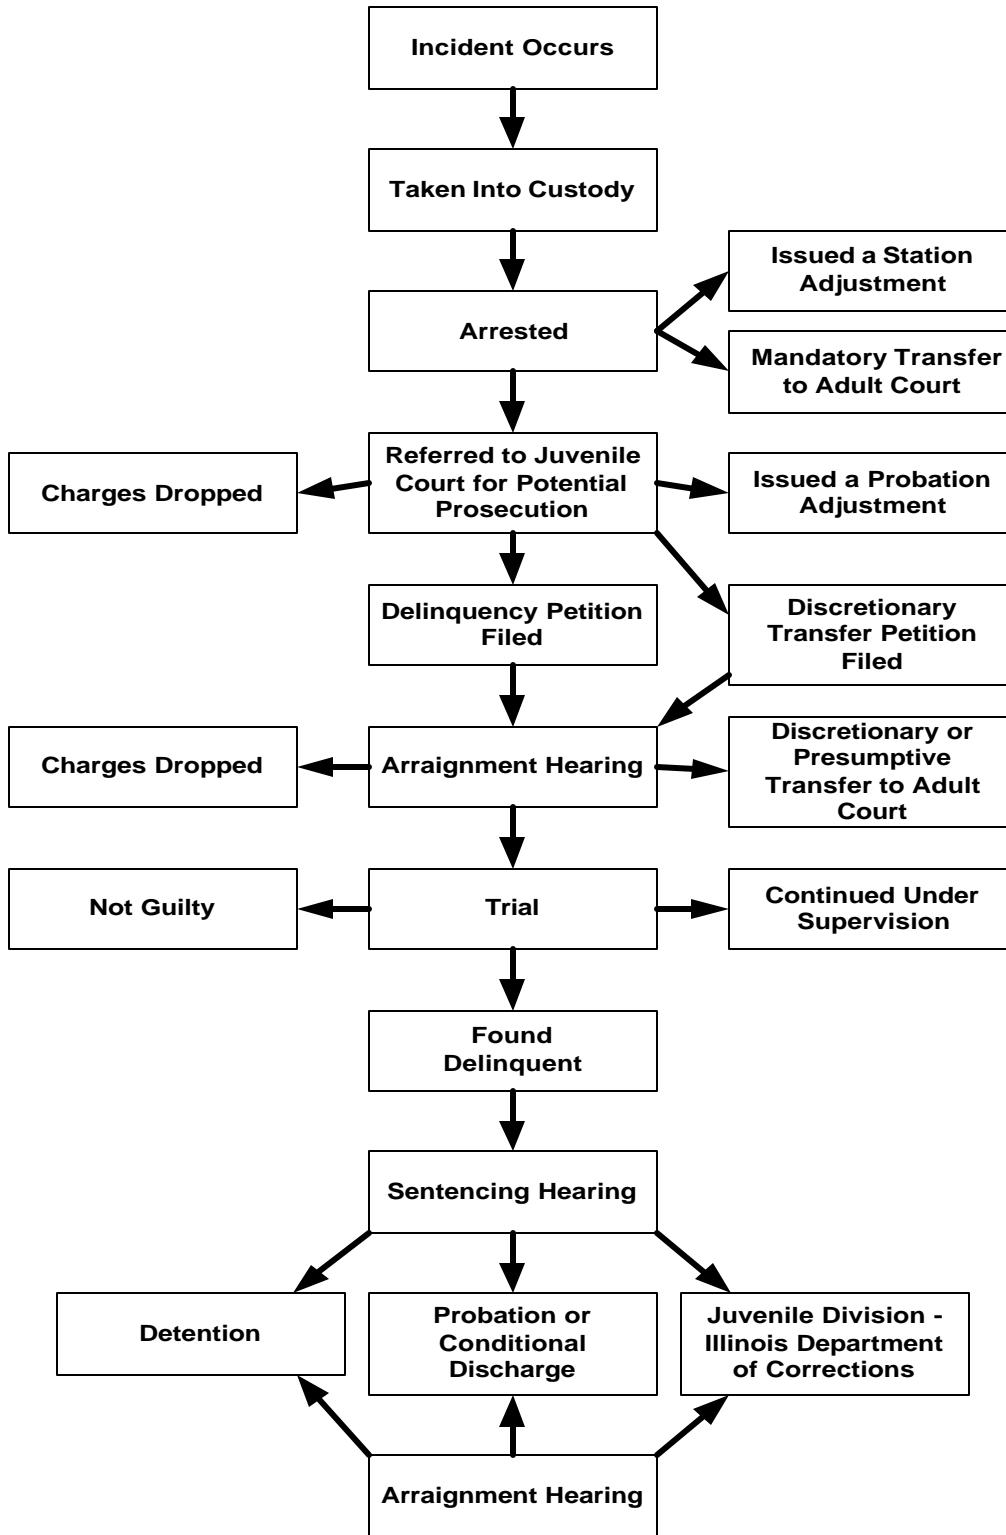 Incident Occurs
Taken Into Custody
Issued a Station
Adjustment
Arrested
Mandatory Transfer
to Adult Court
Charges Dropped
Referred to Juvenile
Court for Potential
Prosecution
Issued a Probation
Adjustment
Delinquency Petition
Filed
Discretionary
Transfer Petition
Filed
Charges Dropped
Arraignment Hearing
Discretionary or
Presumptive
Transfer to Adult
Court
Not Guilty
Trial
Continued Under
Supervision
Found
Delinquent
Sentencing Hearing
Detention
Probation or
Conditional
Discharge
Juvenile Division -
Illinois Department
of Corrections
Arraignment Hearing